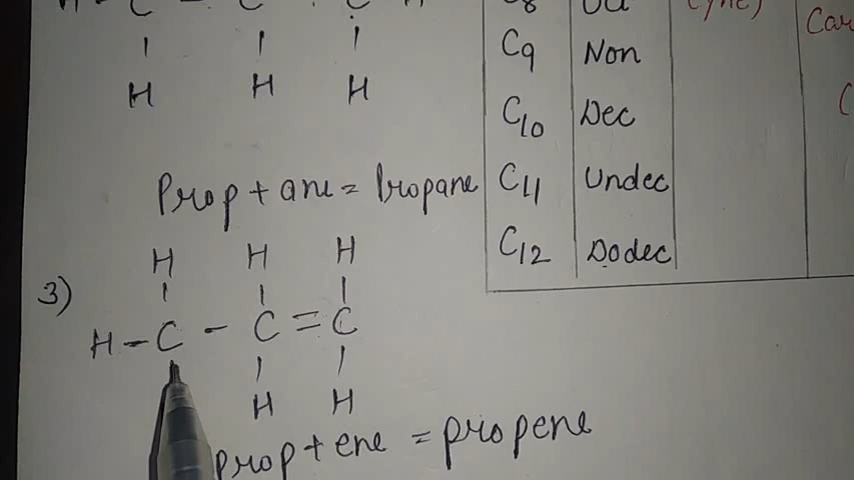 C9 Non
H H H
C10 Dec
Prop + ane = Propane
C11 Undec
C12 Dodec
H H H
3)
H - C - C = C
H H
prop + ene = propene